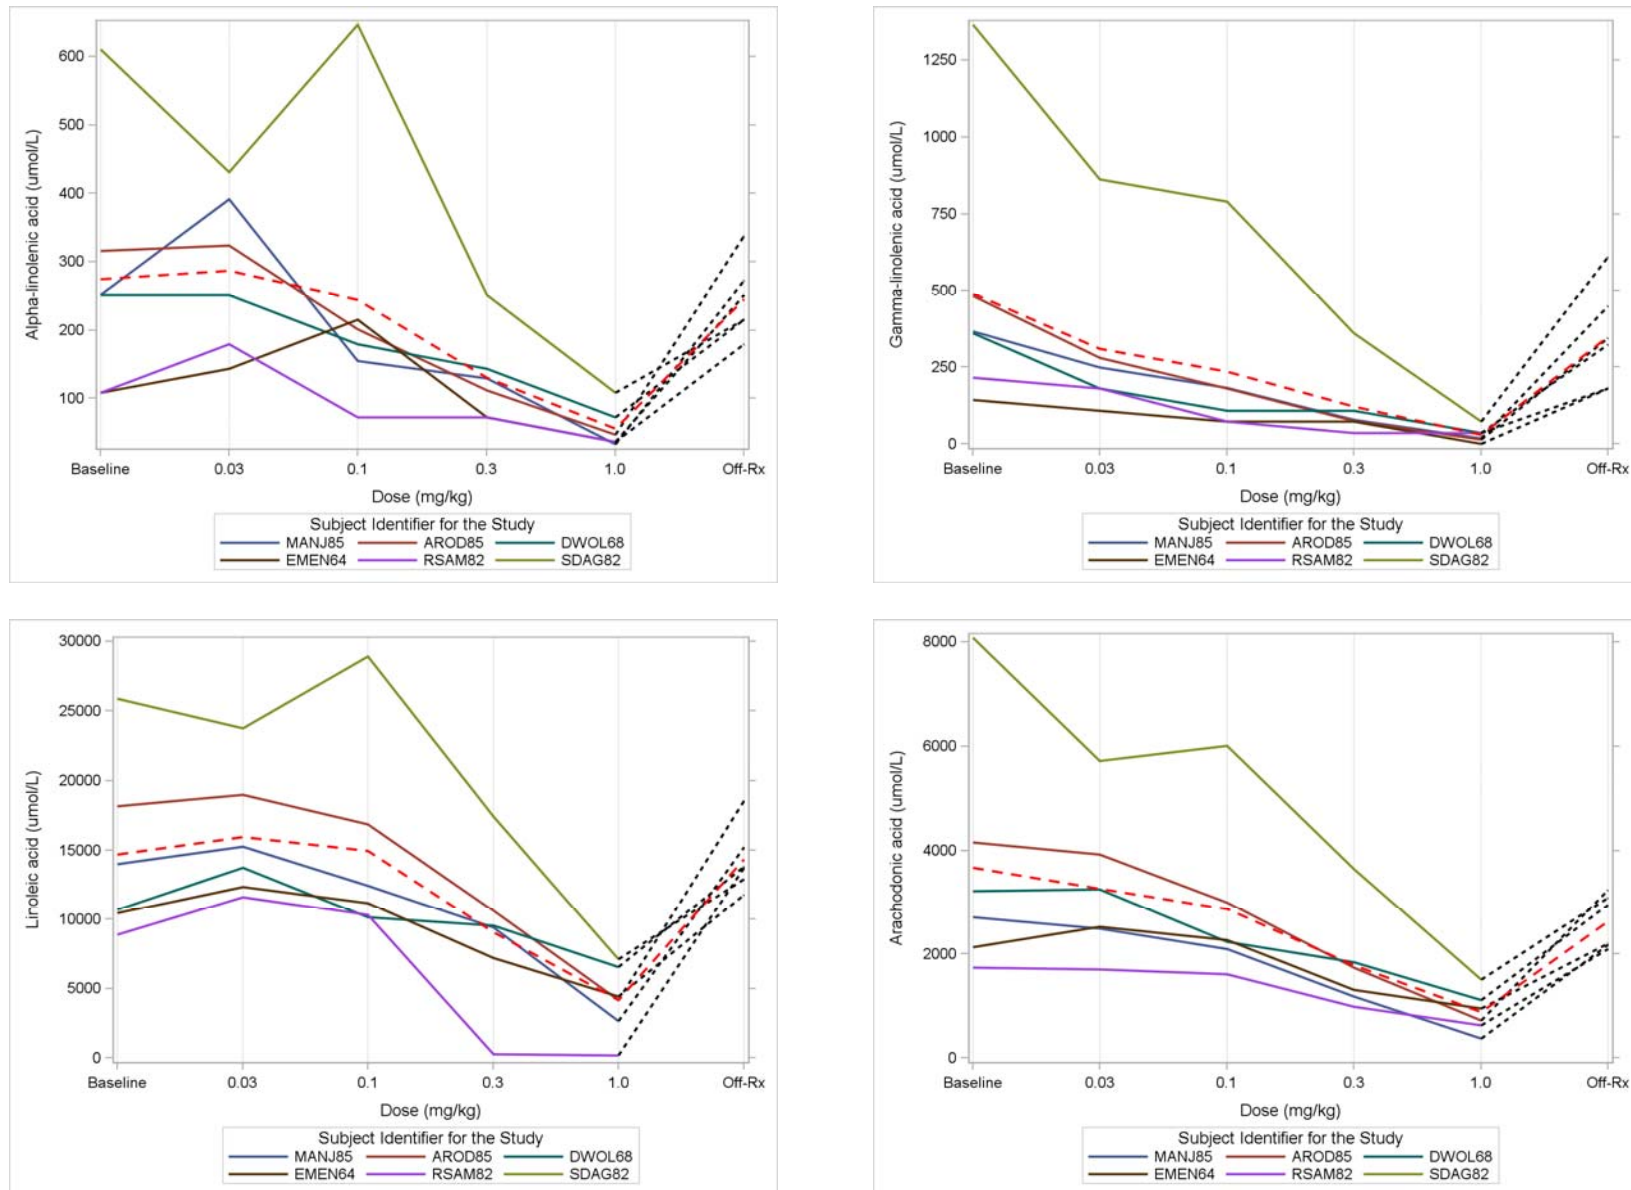 Alpha-linolenic acid (umol/L)
600
500
400
300
200
100
Baseline 0.03 0.1 0.3 1.0 Off-Rx
Dose (mg/kg)
Subject Identifier for the Study
MANJ85 AROD85 DWOL68
EMEN64 RSAM82 SDAG82
Gamma-linolenic acid (umol/L)
1250
1000
750
500
250
0
Baseline 0.03 0.1 0.3 1.0 Off-Rx
Dose (mg/kg)
Subject Identifier for the Study
MANJ85 AROD85 DWOL68
EMEN64 RSAM82 SDAG82
Linoleic acid (umol/L)
30000
25000
20000
15000
10000
5000
0
Baseline 0.03 0.1 0.3 1.0 Off-Rx
Dose (mg/kg)
Subject Identifier for the Study
MANJ85 AROD85 DWOL68
EMEN64 RSAM82 SDAG82
Arachodonic acid (umol/L)
8000
6000
4000
2000
0
Baseline 0.03 0.1 0.3 1.0 Off-Rx
Dose (mg/kg)
Subject Identifier for the Study
MANJ85 AROD85 DWOL68
EMEN64 RSAM82 SDAG82